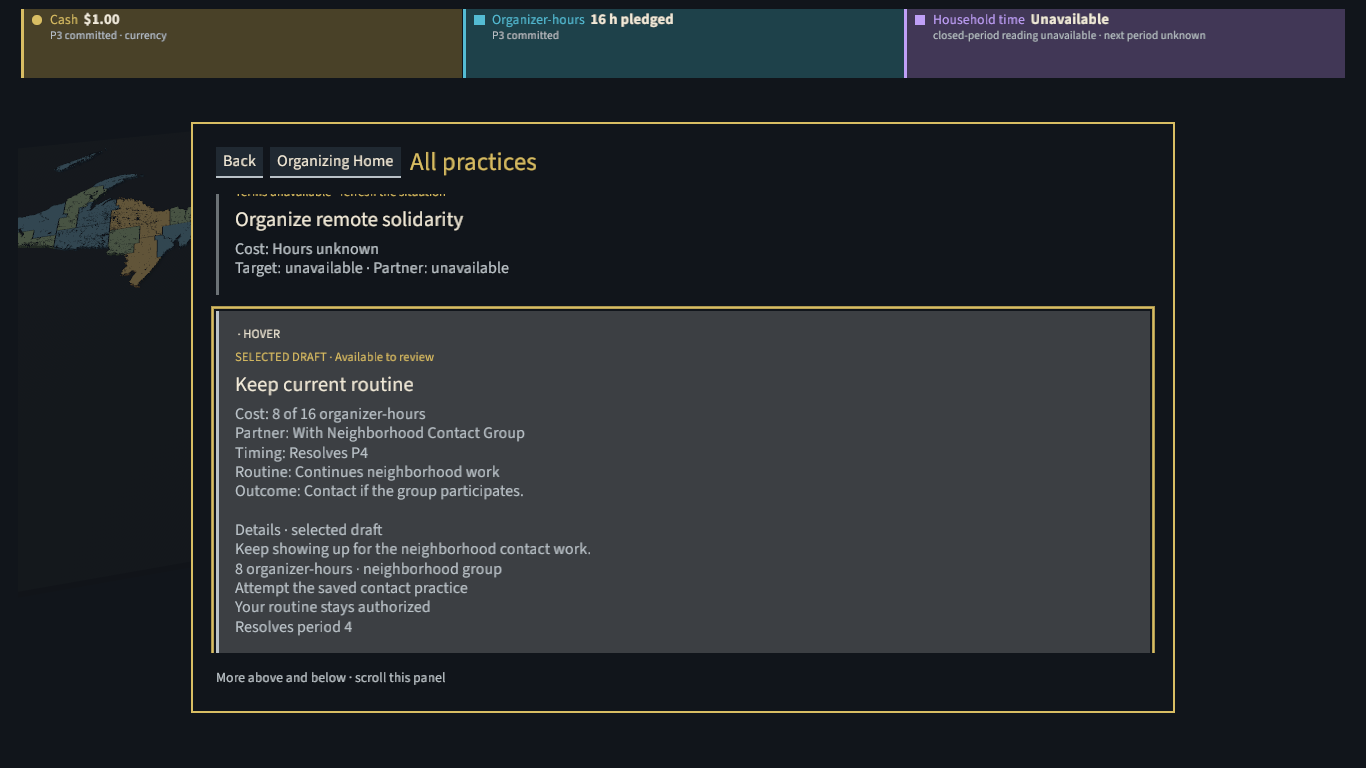 Cash $1.00
P3 committed · currency
Organizer-hours 16 h pledged
P3 committed
Household time Unavailable
closed-period reading unavailable · next period unknown
Back
Organizing Home
All practices
Terms unavailable · refresh the situation
Organize remote solidarity
Cost: Hours unknown
Target: unavailable · Partner: unavailable
· HOVER
SELECTED DRAFT · Available to review
Keep current routine
Cost: 8 of 16 organizer-hours
Partner: With Neighborhood Contact Group
Timing: Resolves P4
Routine: Continues neighborhood work
Outcome: Contact if the group participates.
Details · selected draft
Keep showing up for the neighborhood contact work.
8 organizer-hours · neighborhood group
Attempt the saved contact practice
Your routine stays authorized
Resolves period 4
More above and below · scroll this panel